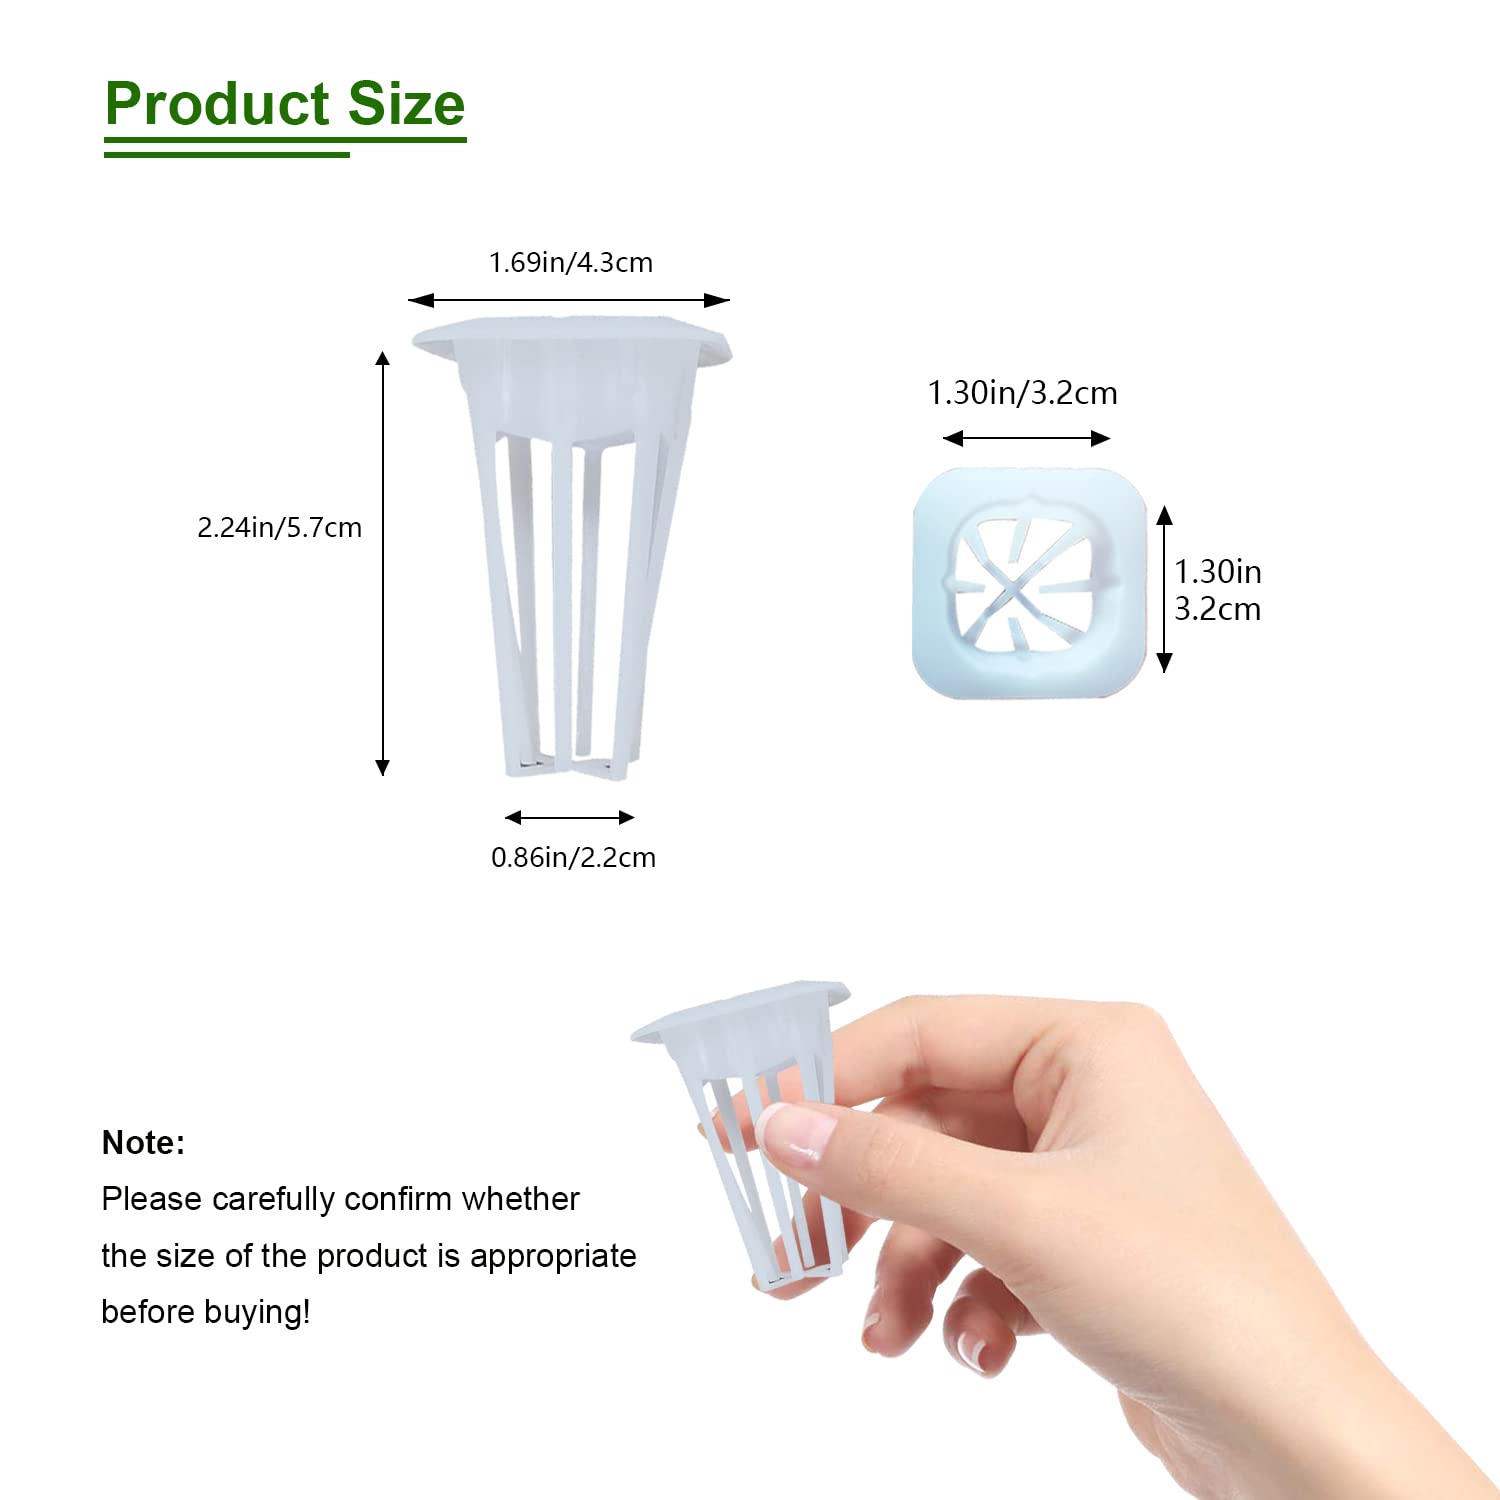 Product Size
1.69in/4.3cm
2.24in/5.7cm
0.86in/2.2cm
1.30in/3.2cm
1.30in
3.2cm
Note:
Please carefully confirm whether
the size of the product is appropriate
before buying!